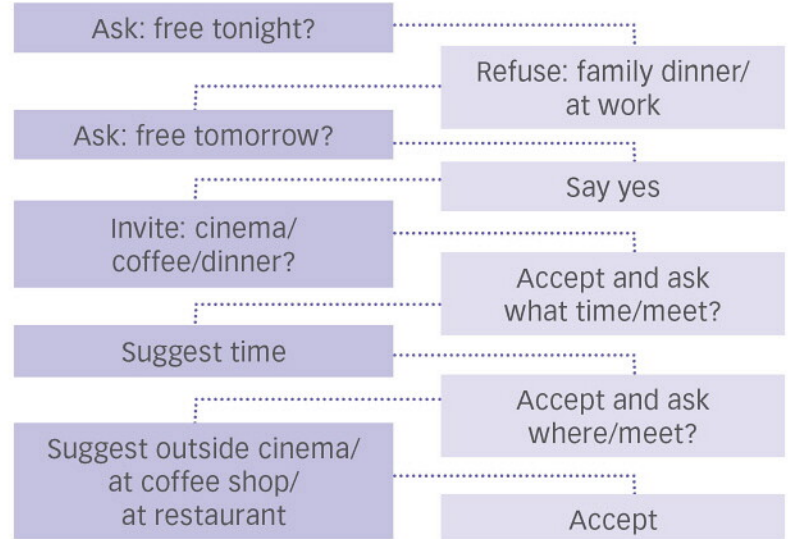 Ask: free tonight?
Refuse: family dinner/
at work
Ask: free tomorrow?
Say yes
Invite: cinema/
coffee/dinner?
Accept and ask
what time/meet?
Suggest time
Accept and ask
where/meet?
Suggest outside cinema/
at coffee shop/
at restaurant
Accept